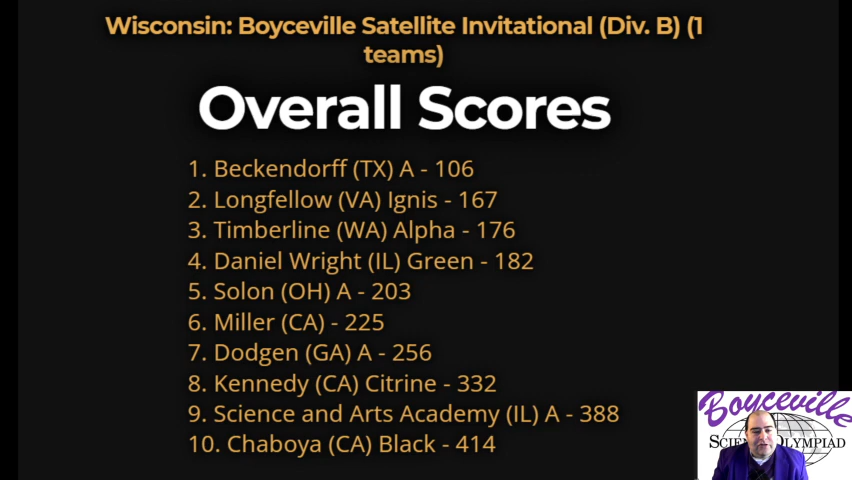 Wisconsin: Boyceville Satellite Invitational (Div. B) (1
teams)
Overall Scores
1. Beckendorff (TX) A - 106
2. Longfellow (VA) Ignis - 167
3. Timberline (WA) Alpha - 176
4. Daniel Wright (IL) Green - 182
5. Solon (OH) A - 203
6. Miller (CA) - 225
7. Dodgen (GA) A - 256
8. Kennedy (CA) Citrine - 332
9. Science and Arts Academy (IL) A - 388
10. Chaboya (CA) Black - 414
Boyceville